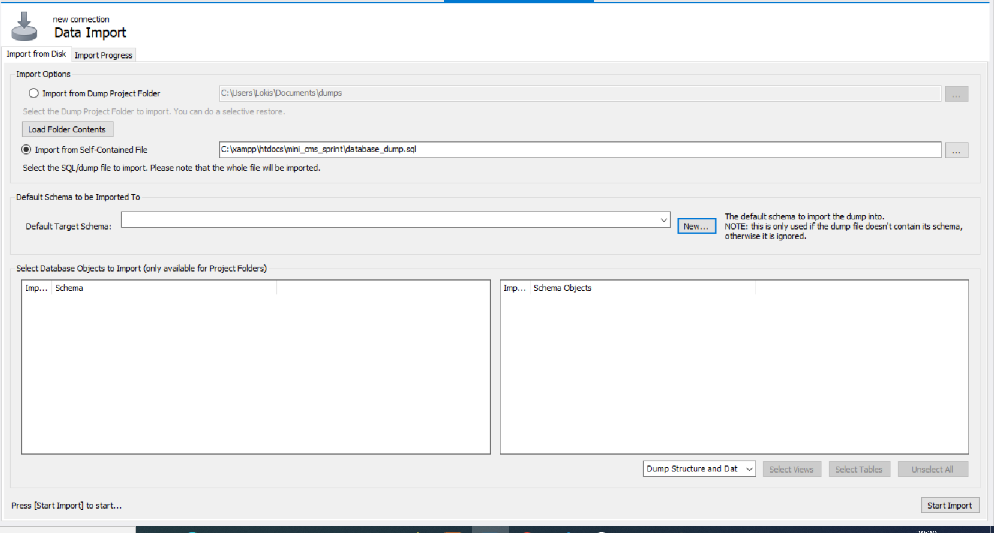 new connection
Data Import
Import from Disk Import Progress
Import Options
Import from Dump Project Folder C:\Users\Lokis\Documents\dumps ...
Select the Dump Project Folder to import. You can do a selective restore.
Load Folder Contents
Import from Self-Contained File C:\xampp\htdocs\mini_cms_sprint\database_dump.sql ...
Select the SQL/dump file to import. Please note that the whole file will be imported.
Default Schema to be Imported To
Default Target Schema: New... The default schema to import the dump into.
NOTE: this is only used if the dump file doesn't contain its schema,
otherwise it is ignored.
Select Database Objects to Import (only available for Project Folders)
Imp... Schema Imp... Schema Objects
Dump Structure and Dat Select Views Select Tables Unselect All
Press [Start Import] to start... Start Import